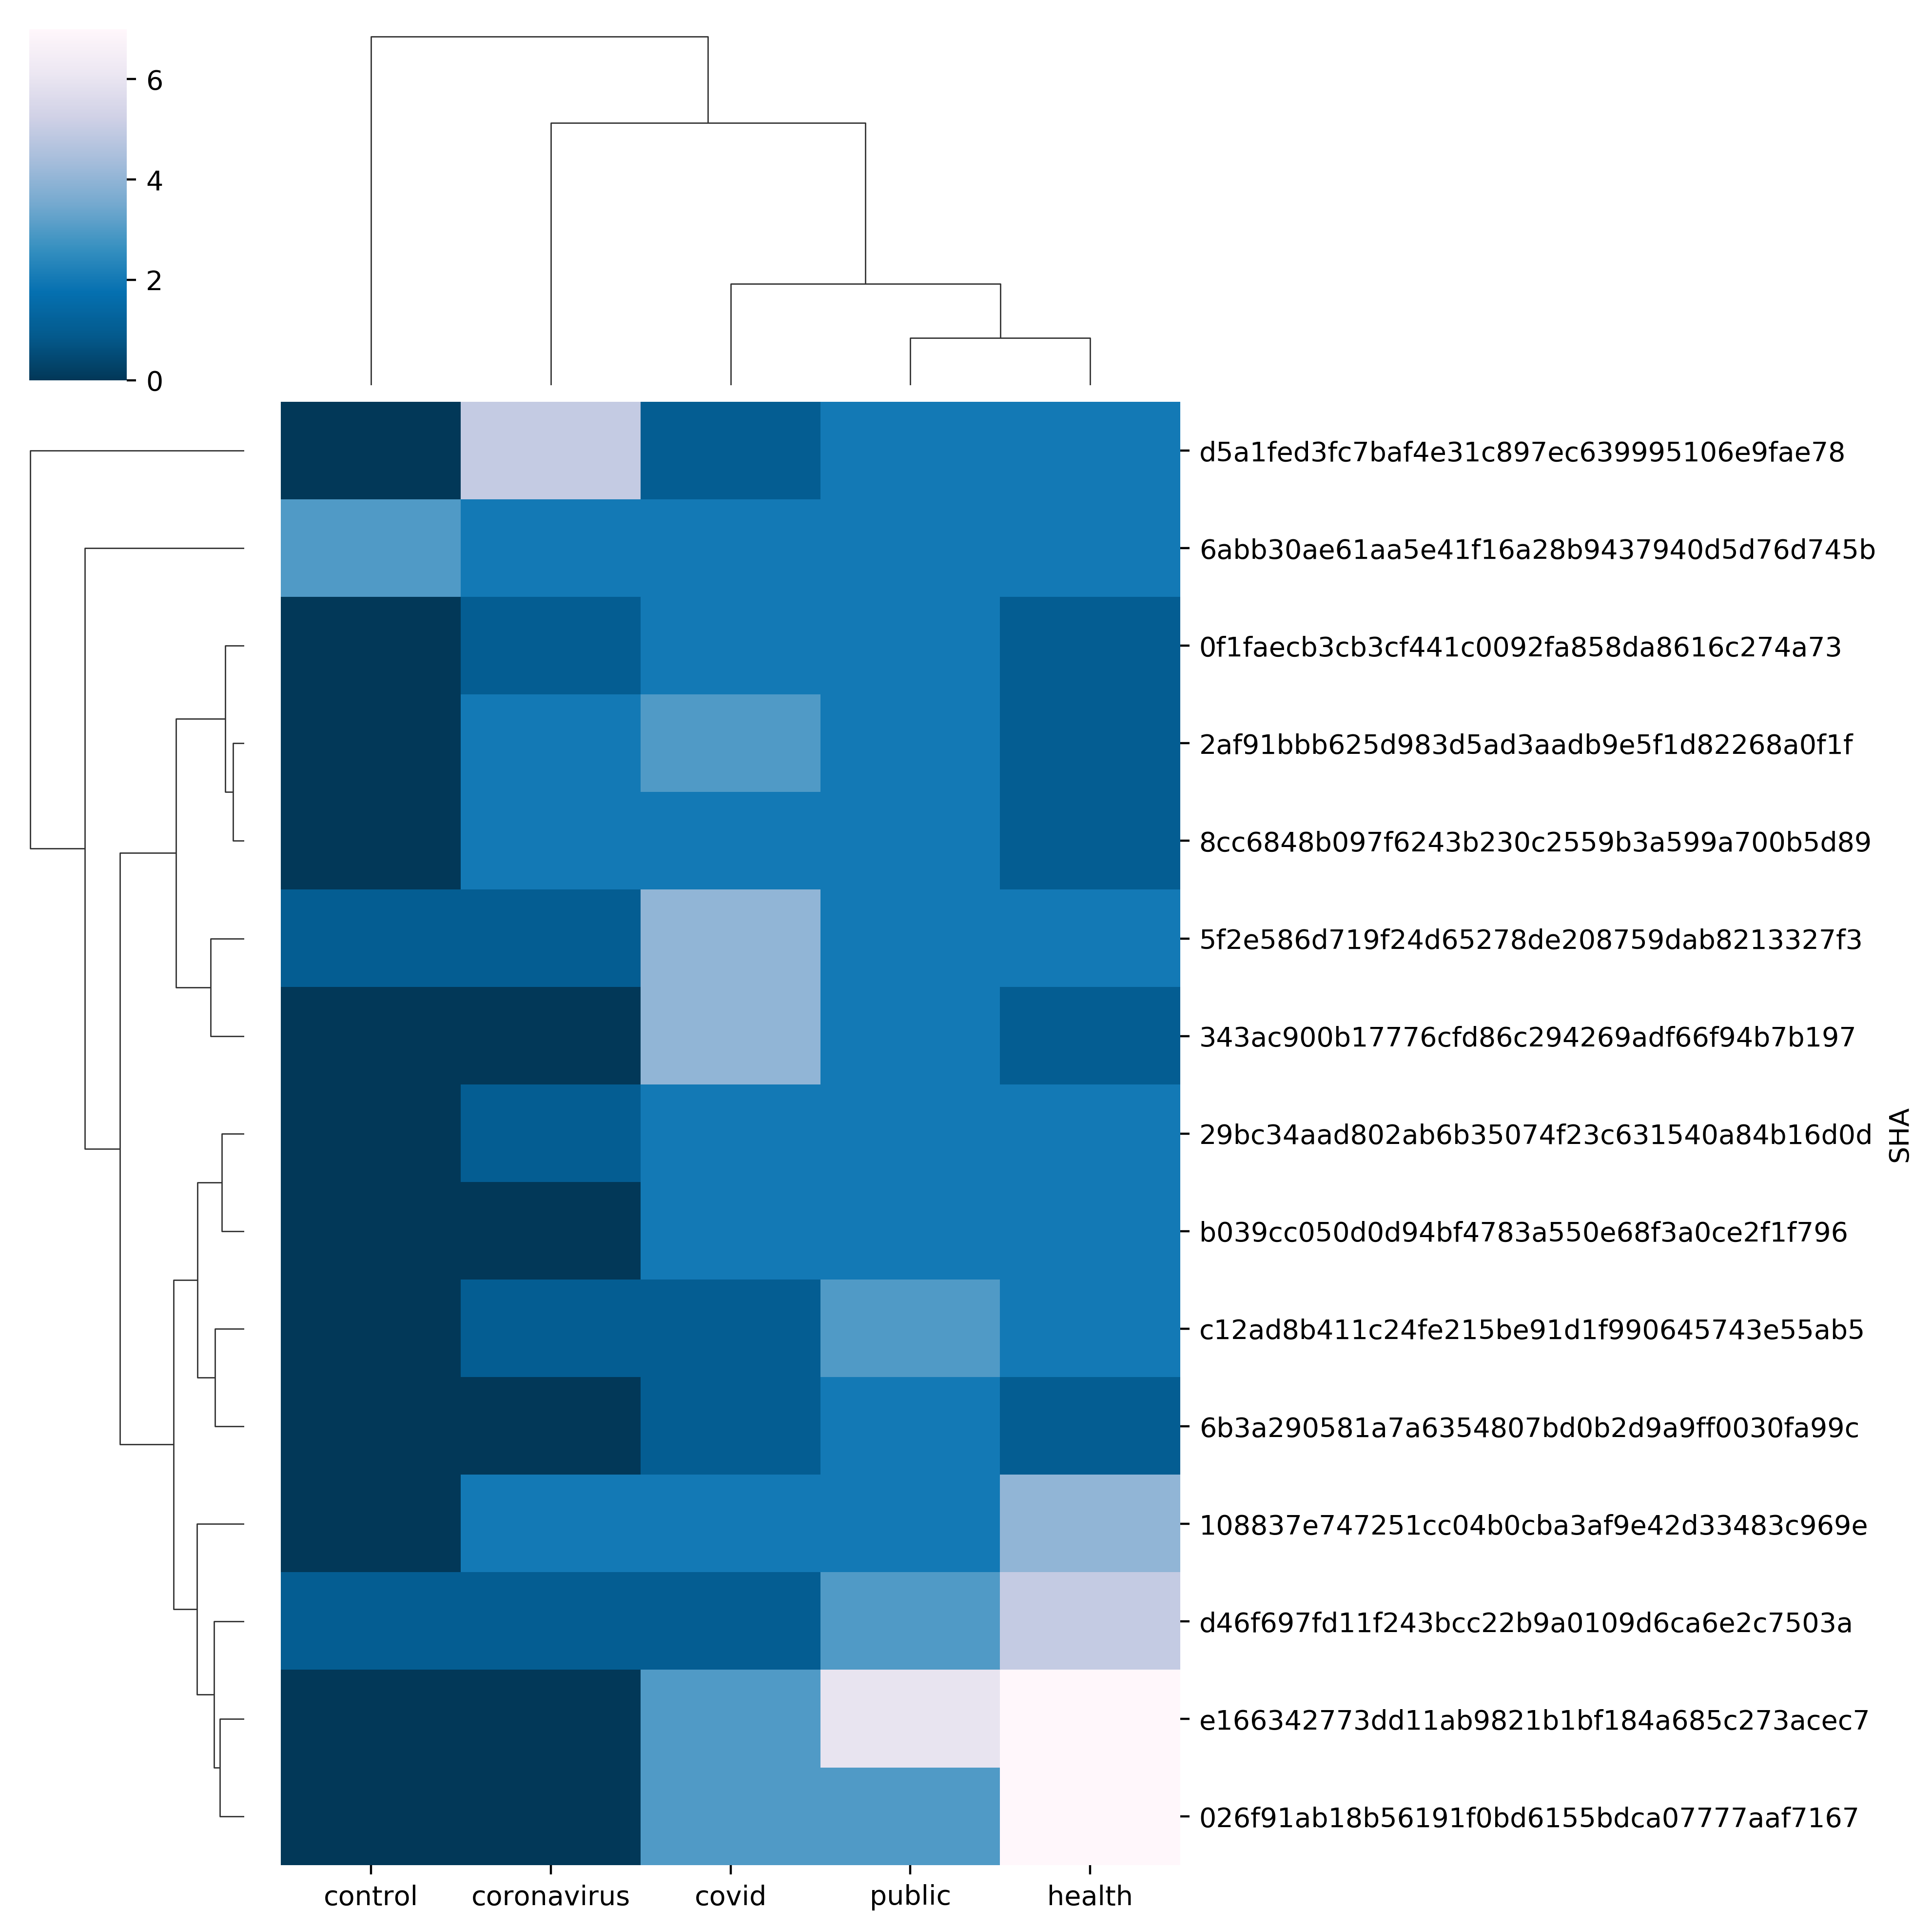 6
4
2
0
d5a1fed3fc7baf4e31c897ec639995106e9fae78
6abb30ae61aa5e41f16a28b9437940d5d76d745b
0f1faecb3cb3cf441c0092fa858da8616c274a73
2af91bbb625d983d5ad3aadb9e5f1d82268a0f1f
8cc6848b097f6243b230c2559b3a599a700b5d89
5f2e586d719f24d65278de208759dab8213327f3
343ac900b17776cfd86c294269adf66f94b7b197
29bc34aad802ab6b35074f23c631540a84b16d0d
b039cc050d0d94bf4783a550e68f3a0ce2f1f796
c12ad8b411c24fe215be91d1f990645743e55ab5
6b3a290581a7a6354807bd0b2d9a9ff0030fa99c
108837e747251cc04b0cba3af9e42d33483c969e
d46f697fd11f243bcc22b9a0109d6ca6e2c7503a
e166342773dd11ab9821b1bf184a685c273acec7
026f91ab18b56191f0bd6155bdca07777aaf7167
SHA
control coronavirus covid public health